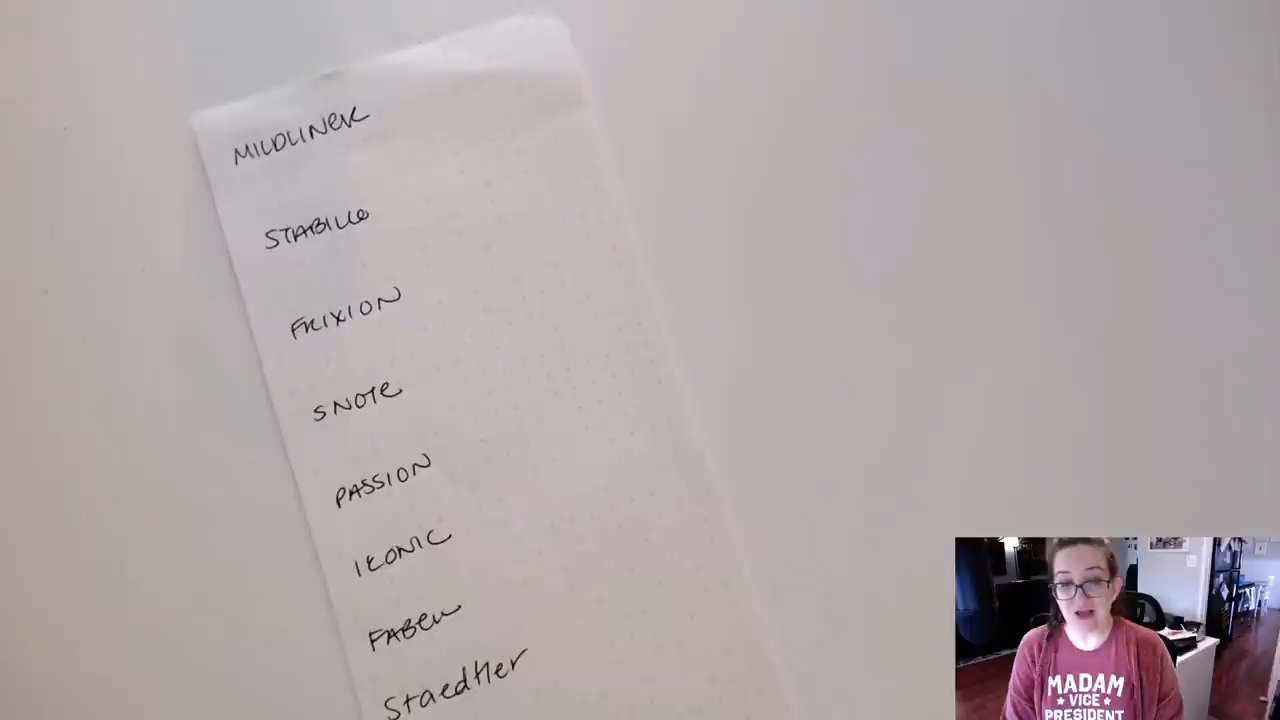 MILDLINER
STABILO
FRIXION
SNOTE
PASSION
IKONIC
FABER
Staedtler
MADAM
VICE
PRESIDENT